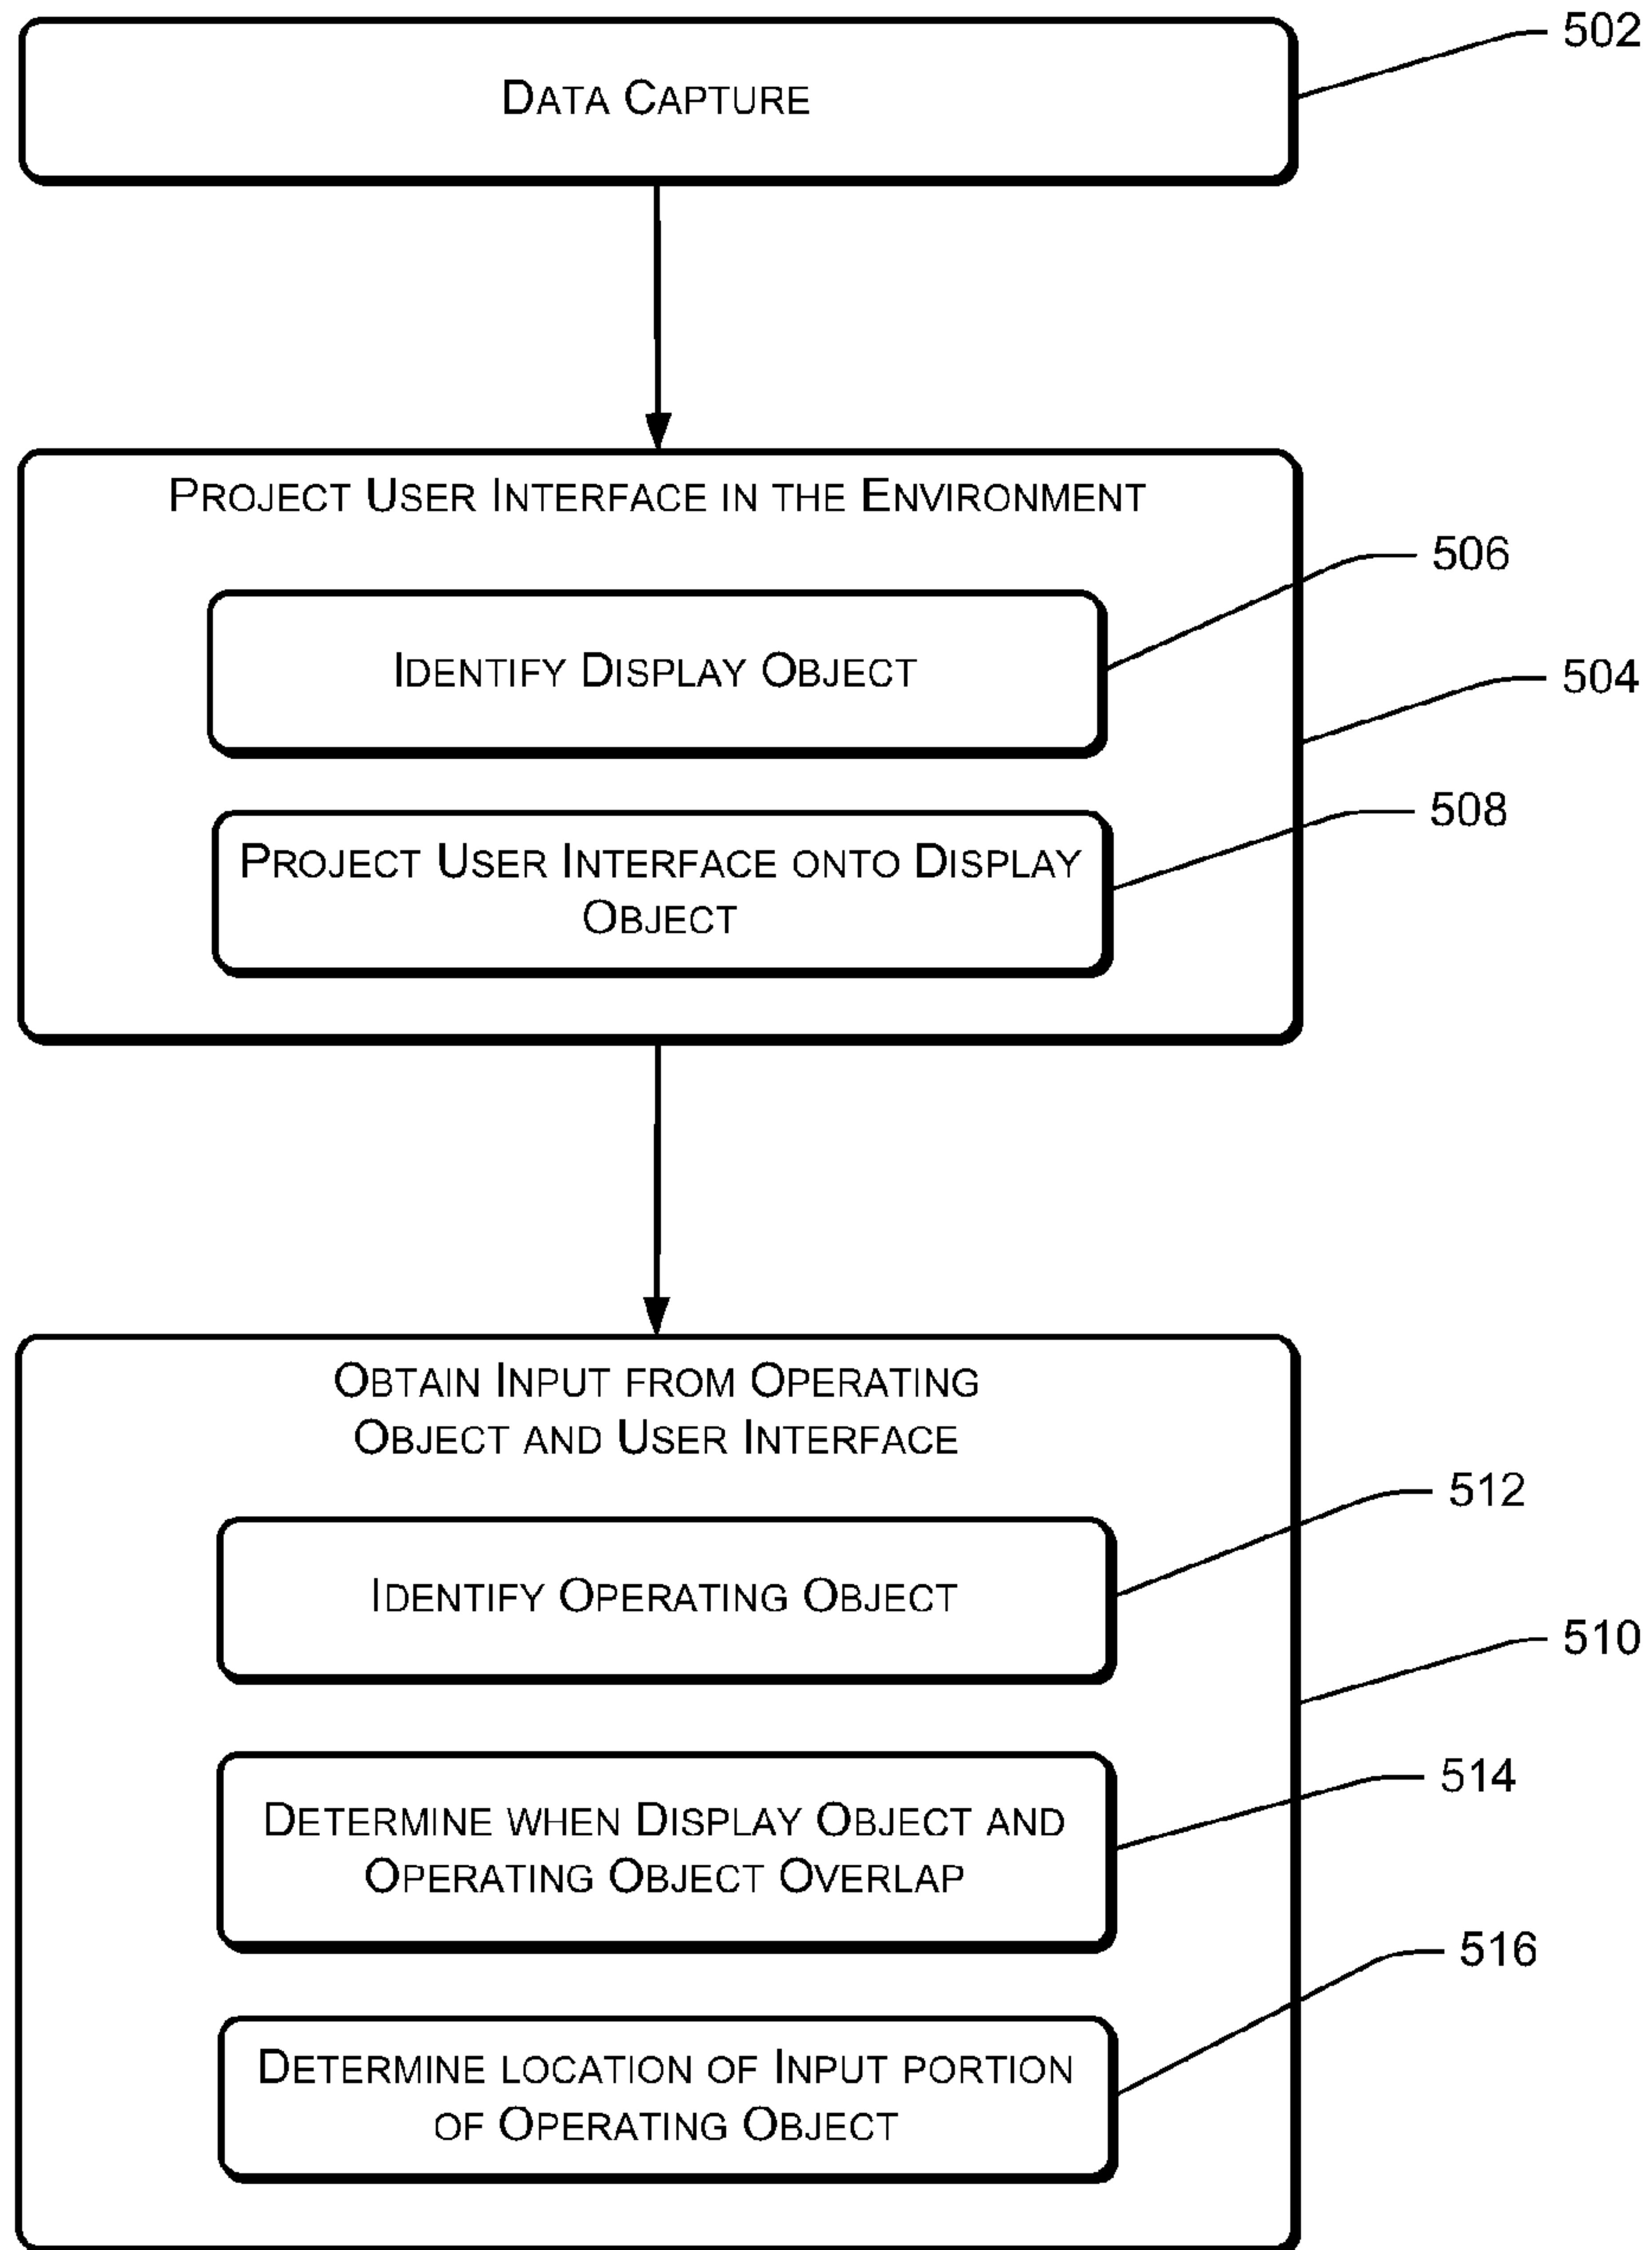 502
DATA CAPTURE
PROJECT USER INTERFACE IN THE ENVIRONMENT
506
IDENTIFY DISPLAY OBJECT
504
508
PROJECT USER INTERFACE ONTO DISPLAY
OBJECT
OBTAIN INPUT FROM OPERATING
OBJECT AND USER INTERFACE
512
IDENTIFY OPERATING OBJECT
510
514
DETERMINE WHEN DISPLAY OBJECT AND
OPERATING OBJECT OVERLAP
516
DETERMINE LOCATION OF INPUT PORTION
OF OPERATING OBJECT